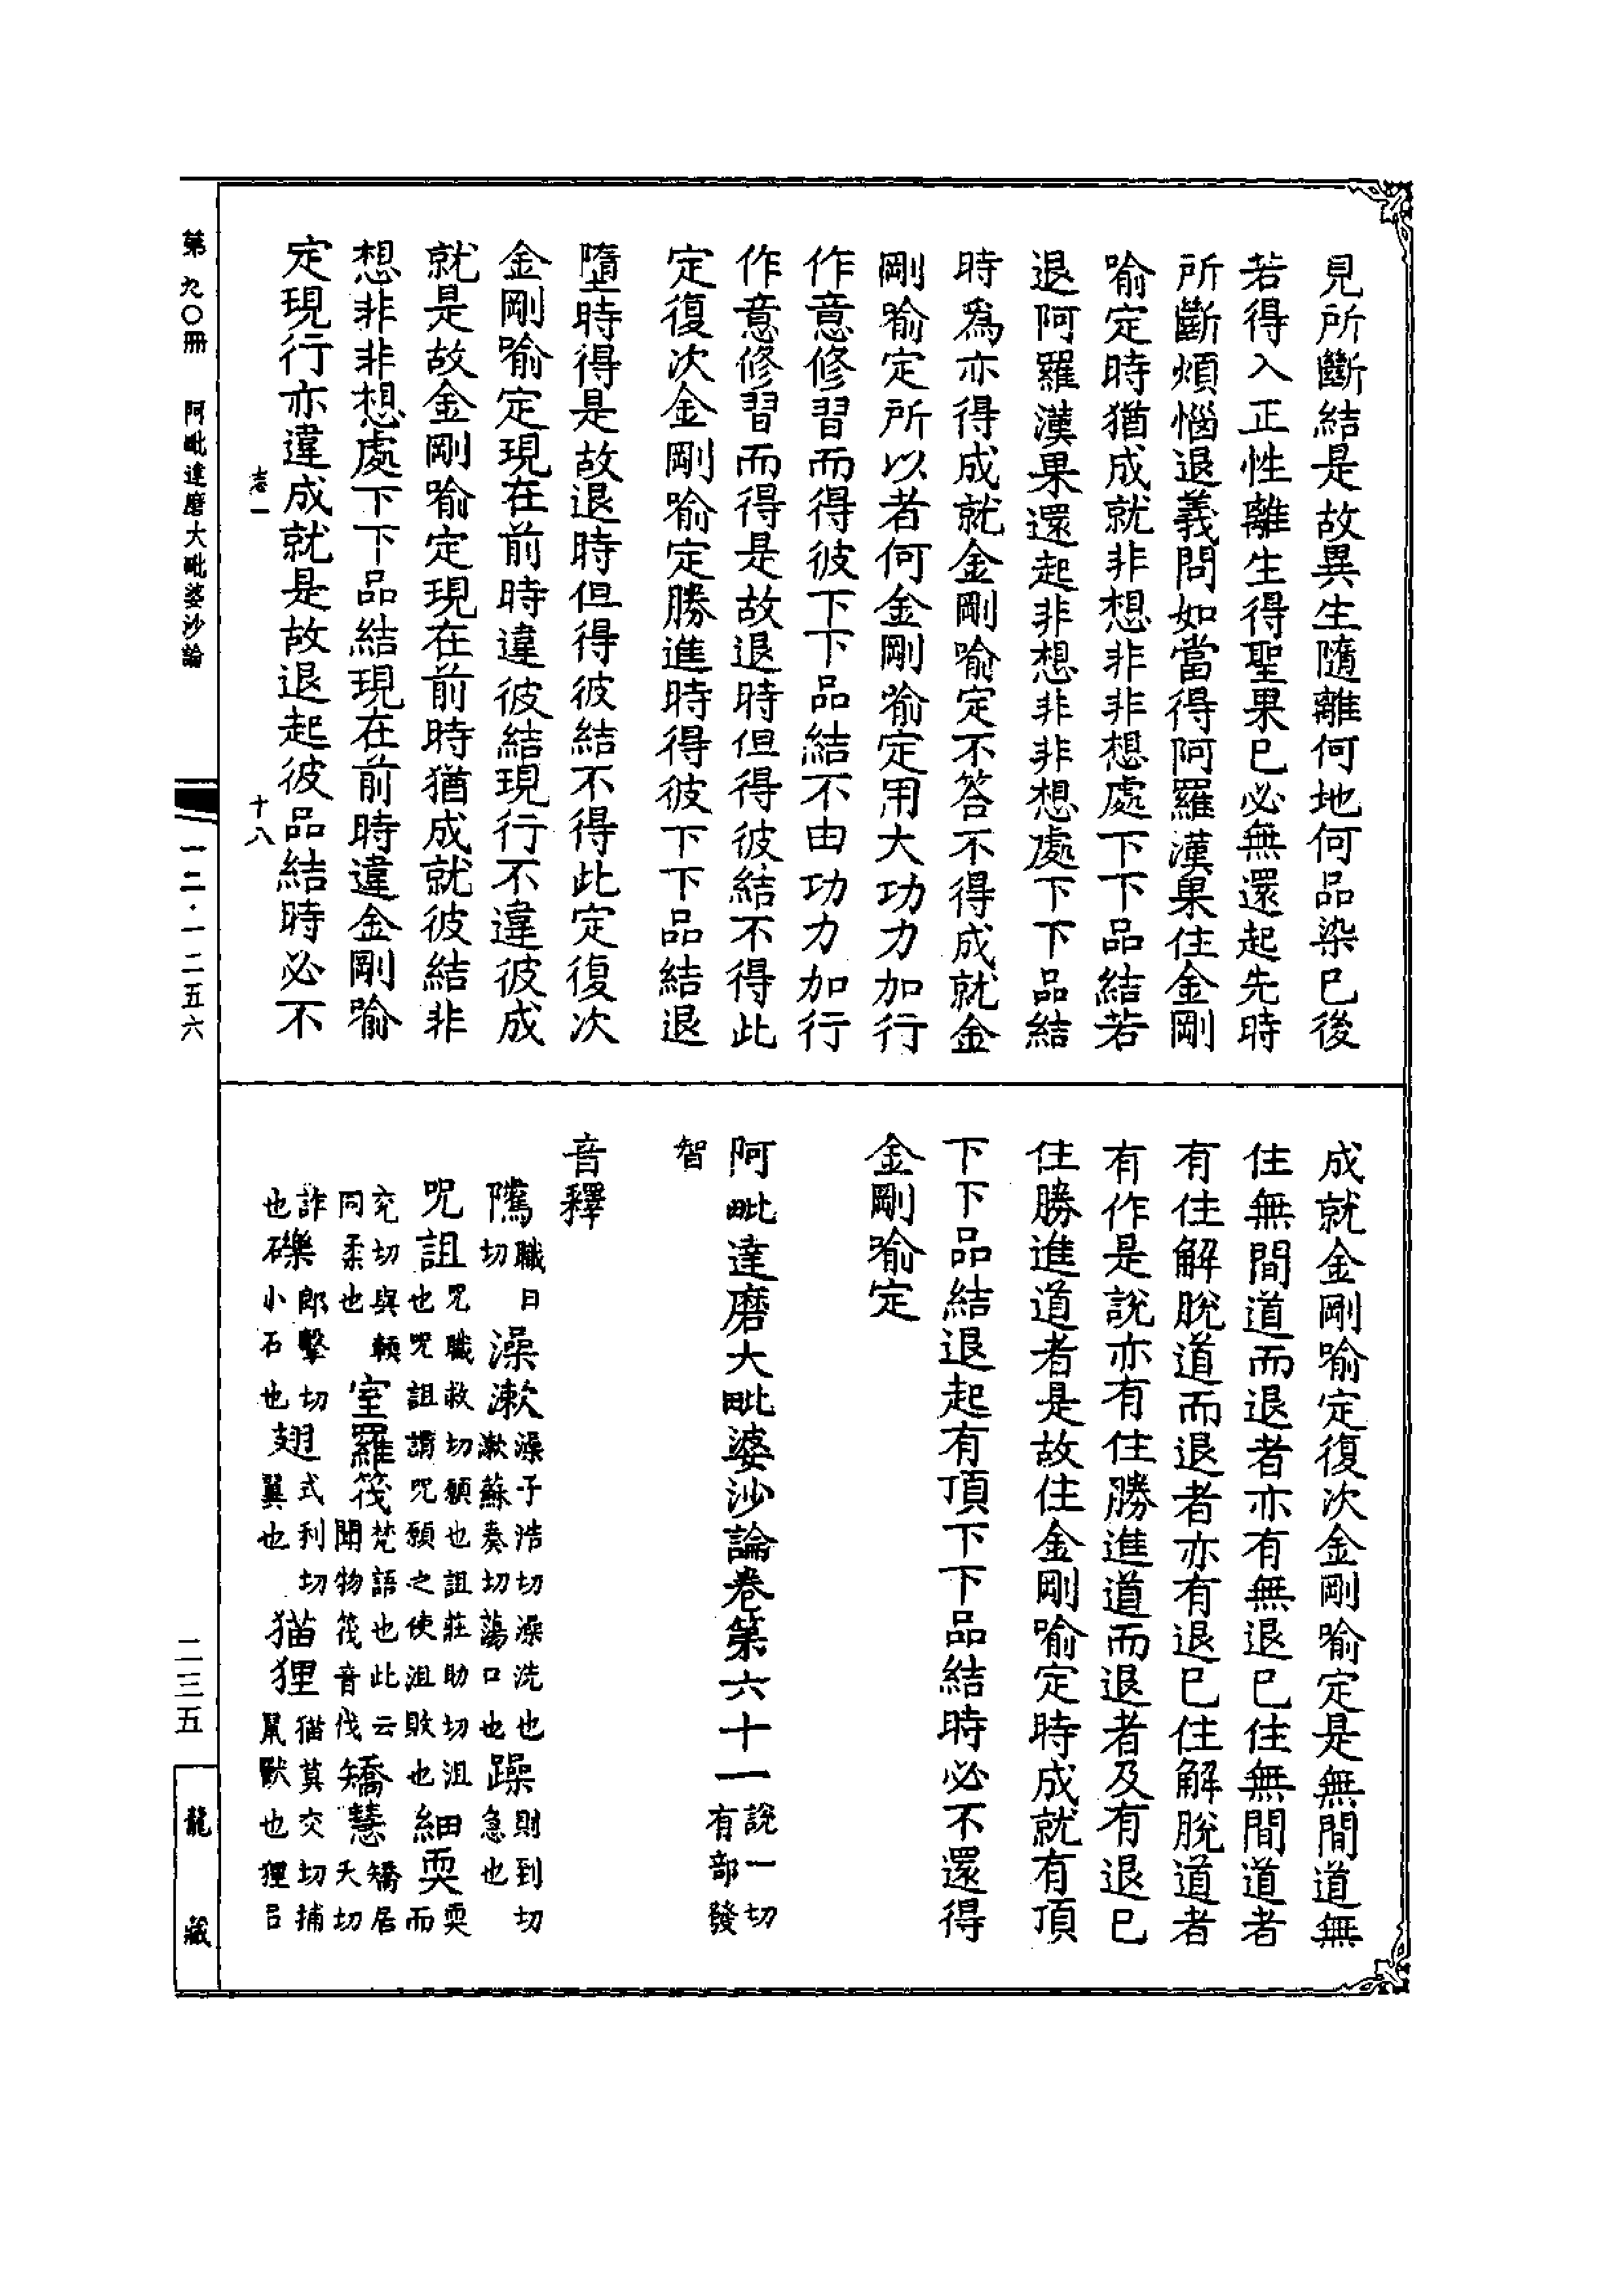 見所斷結是故異生隨離何地何品染已後
若得入正性離生得聖果已必無還起先時
所斷煩惱退義問如當得阿羅漢果住金剛
喻定時猶成就非想非非想處下下品結若
退阿羅漢果還起非想非非想處下下品結
時爲亦得成就金剛喻定不答不得成就金
剛喻定所以者何金剛喻定用大功力加行
作意修習而得彼下下品結不由功力加行
作意修習而得是故退時但得彼結不得此
定復次金剛喻定勝進時得彼下下品結退
墮時得是故退時但得彼結不得此定復次
金剛喻定現在前時違彼結現行不違彼成
就是故金剛喻定現在前時猶成就彼結非
想非非想處下下品結現在前時違金剛喻
定現行亦違成就是故退起彼品結時必不
成就金剛喻定復次金剛喻定是無間道無
住無間道而退者亦有無退已住無間道者
有住解脫道而退者亦有退已住解脫道者
有作是說亦有住勝進道而退者及有退已
住勝進道者是故住金剛喻定時成就有頂
下下品結退起有頂下下品結時必不還得
金剛喻定
阿毗達磨大毗婆沙論卷第六十一 說一切有部發
智
音釋
隲 職日切 澡漱 澡子浩切澡洗也漱蘇奏切蕩口也 躁 則到切急也
呪詛 呪職救切願也詛莊助切沮也呪詛謂呪願之使沮敗也 細耎 耎而
兖切與輭同柔也 室羅筏 梵語也此云聞物筏音伐 矯慧 矯居夭切
詐也 礫 郎擊切小石也 翅 式利切翼也 猫狸 猫莫交切捕鼠獸也狸吕
志一 十八
第九〇冊 阿毗達磨大毗婆沙論
一二·一二五六
二三五
龍藏